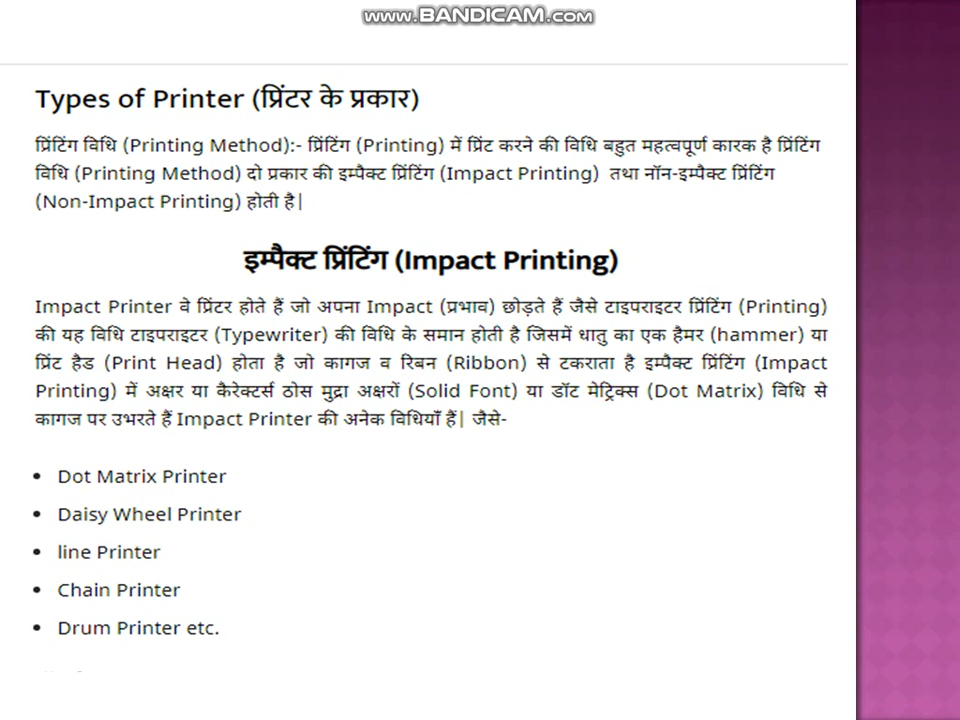 www.BANDICAM.com
Types of Printer (प्रिंटर के प्रकार)
प्रिंटिंग विधि (Printing Method):- प्रिंटिंग (Printing) में प्रिंट करने की विधि बहुत महत्वपूर्ण कारक है प्रिंटिंग
विधि (Printing Method) दो प्रकार की इम्पैक्ट प्रिंटिंग (Impact Printing) तथा नॉन-इम्पैक्ट प्रिंटिंग
(Non-Impact Printing) होती है|
इम्पैक्ट प्रिंटिंग (Impact Printing)
Impact Printer वे प्रिंटर होते हैं जो अपना Impact (प्रभाव) छोड़ते हैं जैसे टाइपराइटर प्रिंटिंग (Printing)
की यह विधि टाइपराइटर (Typewriter) की विधि के समान होती है जिसमें धातु का एक हैमर (hammer) या
प्रिंट हैड (Print Head) होता है जो कागज व रिबन (Ribbon) से टकराता है इम्पैक्ट प्रिंटिंग (Impact
Printing) में अक्षर या कैरेक्टर्स ठोस मुद्रा अक्षरों (Solid Font) या डॉट मेट्रिक्स (Dot Matrix) विधि से
कागज पर उभरते हैं Impact Printer की अनेक विधियाँ हैं| जैसे-
• Dot Matrix Printer
• Daisy Wheel Printer
• line Printer
• Chain Printer
• Drum Printer etc.